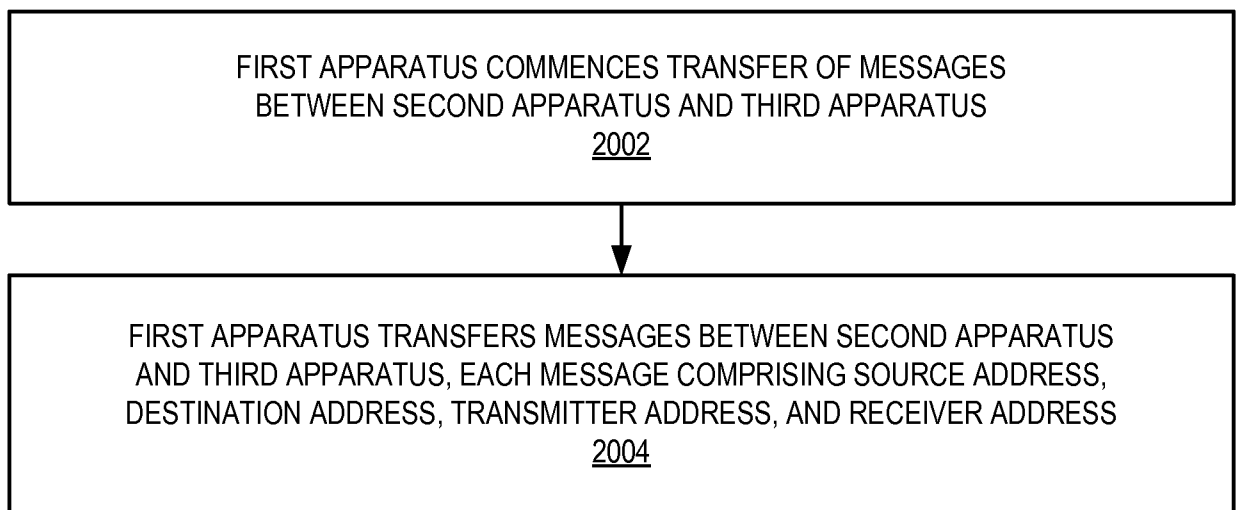 FIRST APPARATUS COMMENCES TRANSFER OF MESSAGES
BETWEEN SECOND APPARATUS AND THIRD APPARATUS
2002
FIRST APPARATUS TRANSFERS MESSAGES BETWEEN SECOND APPARATUS
AND THIRD APPARATUS, EACH MESSAGE COMPRISING SOURCE ADDRESS,
DESTINATION ADDRESS, TRANSMITTER ADDRESS, AND RECEIVER ADDRESS
2004